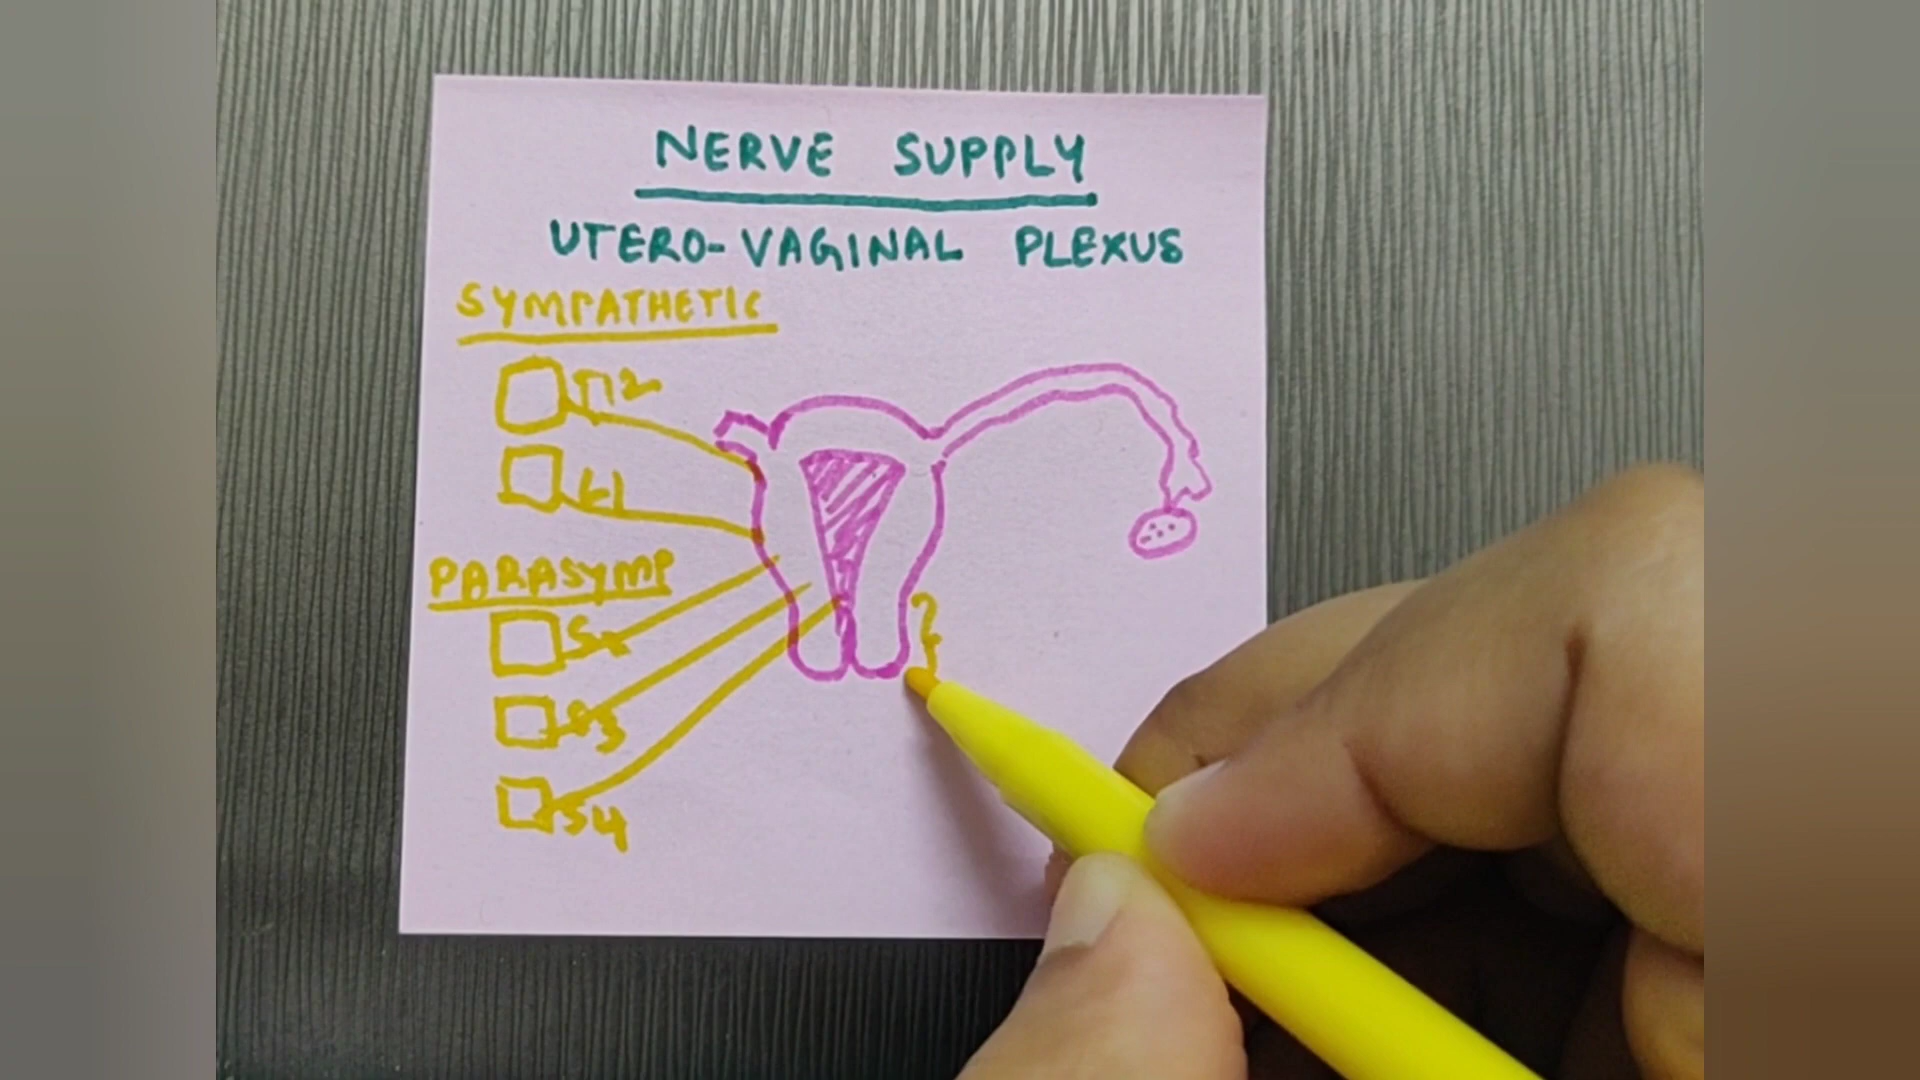 NERVE SUPPLY
UTERO-VAGINAL PLEXUS
SYMPATHETIC
T12
L1
PARASYMP
S2
S3
S4